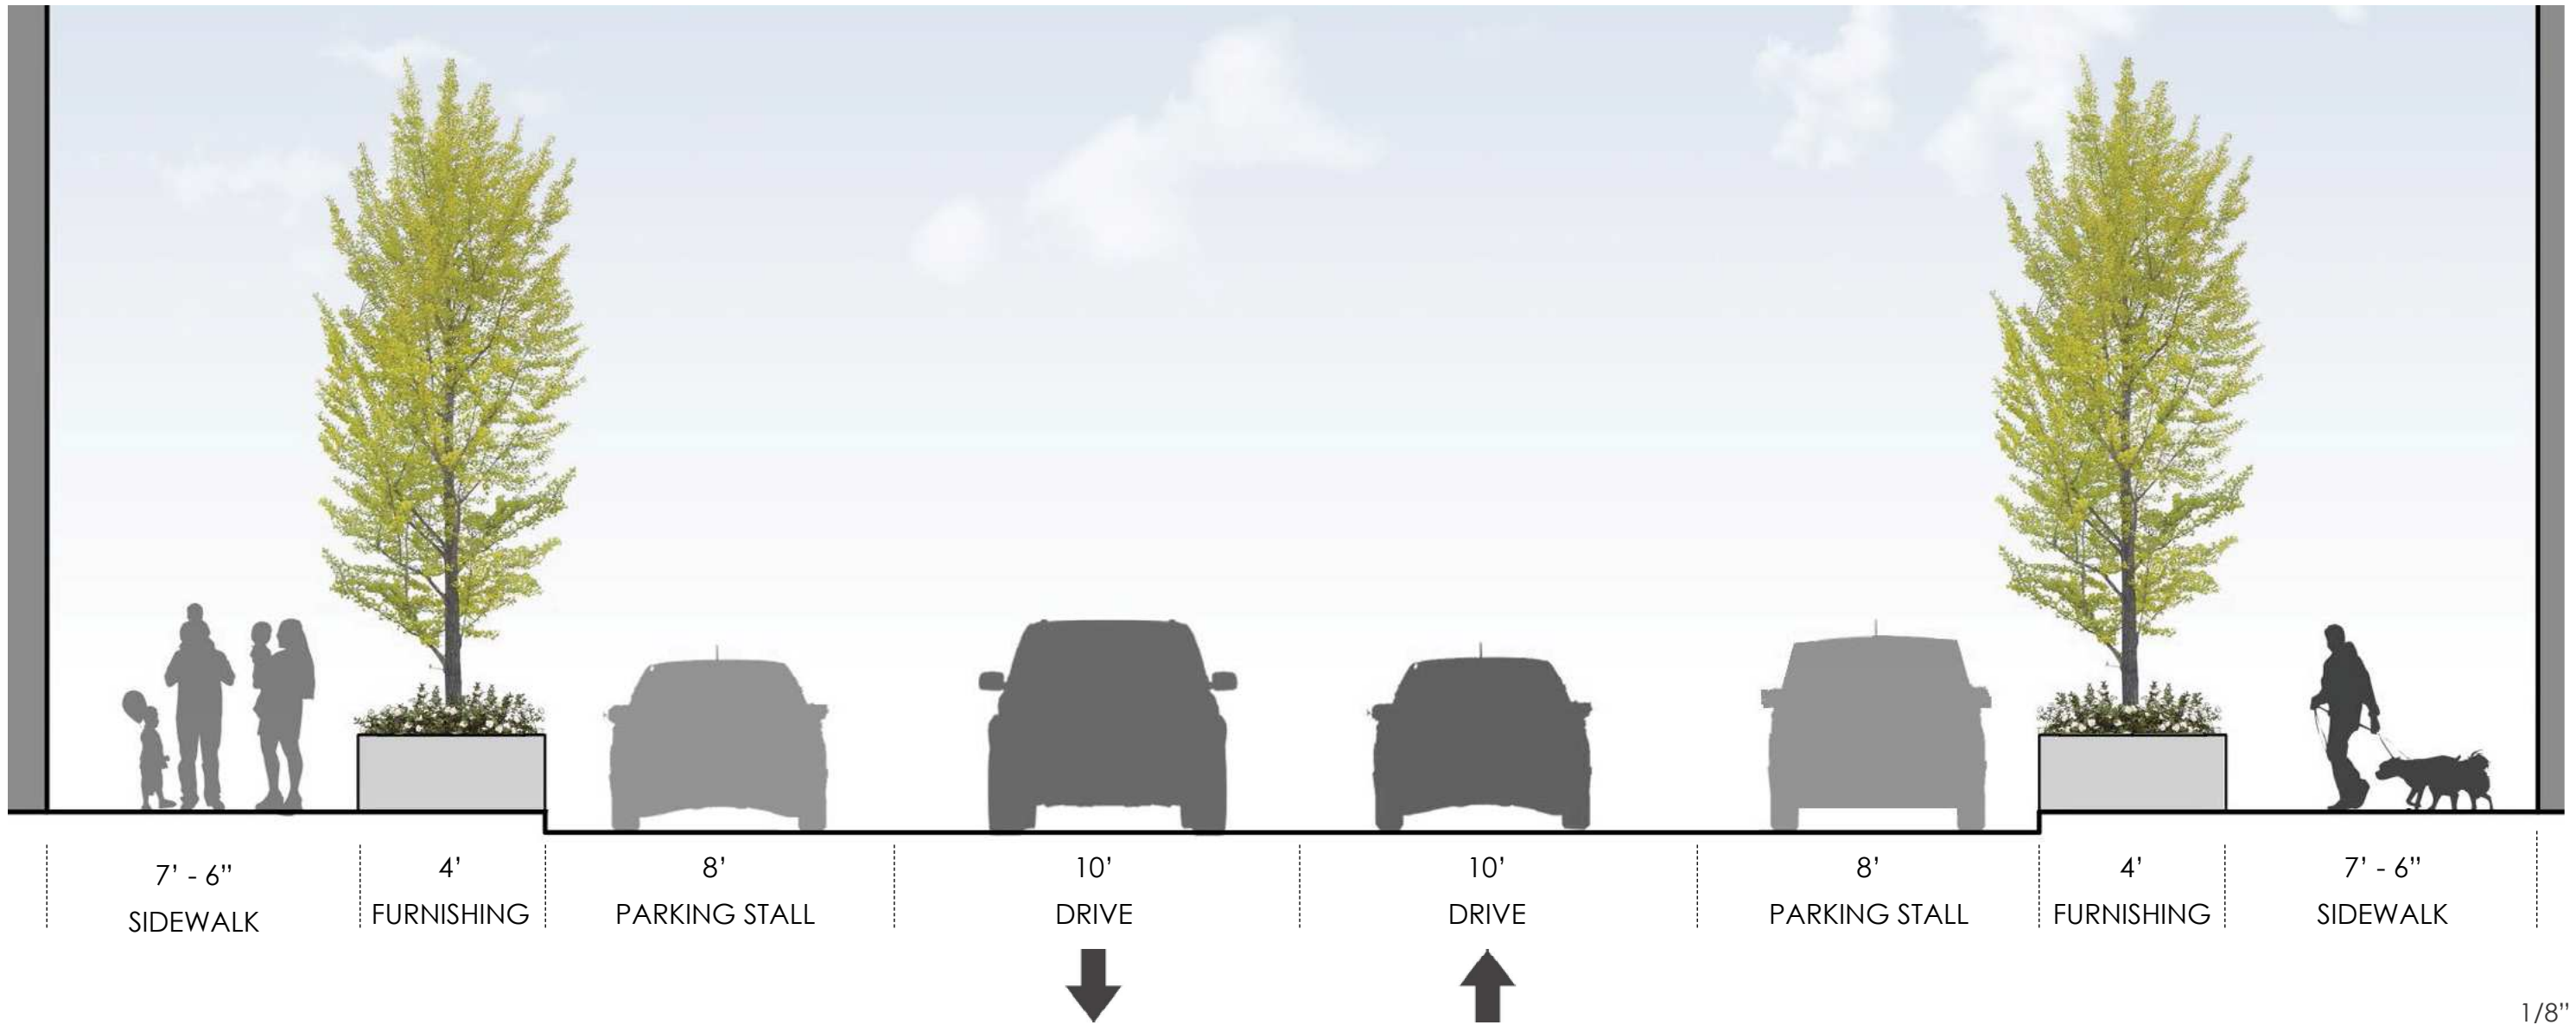 7’ - 6”
SIDEWALK
4’
FURNISHING
8’
PARKING STALL
10’
DRIVE
10’
DRIVE
8’
PARKING STALL
4’
FURNISHING
7’ - 6”
SIDEWALK
1/8”